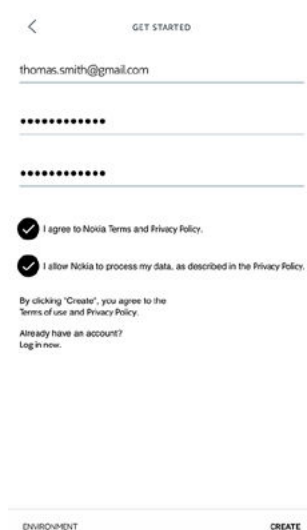 GET STARTED
thomas.smith@gmail.com
••••••••••••
••••••••••••
I agree to Nokia Terms and Privacy Policy.
I allow Nokia to process my data, as described in the Privacy Policy.
By clicking "Create", you agree to the
Terms of use and Privacy Policy.
Already have an account?
Log in now.
ENVIRONMENT
CREATE